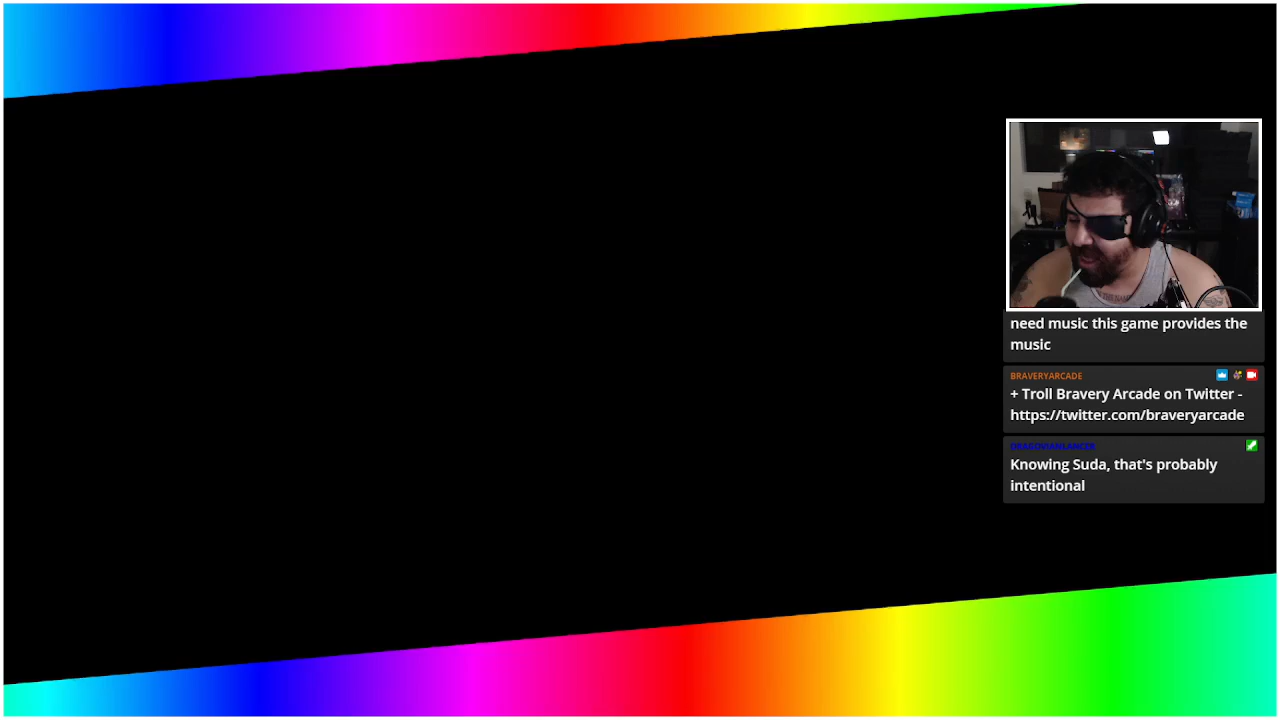 need music this game provides the
music
BRAVERYARCADE
+ Troll Bravery Arcade on Twitter -
https://twitter.com/braveryarcade
DRAGOVIANLANCER
Knowing Suda, that's probably
intentional